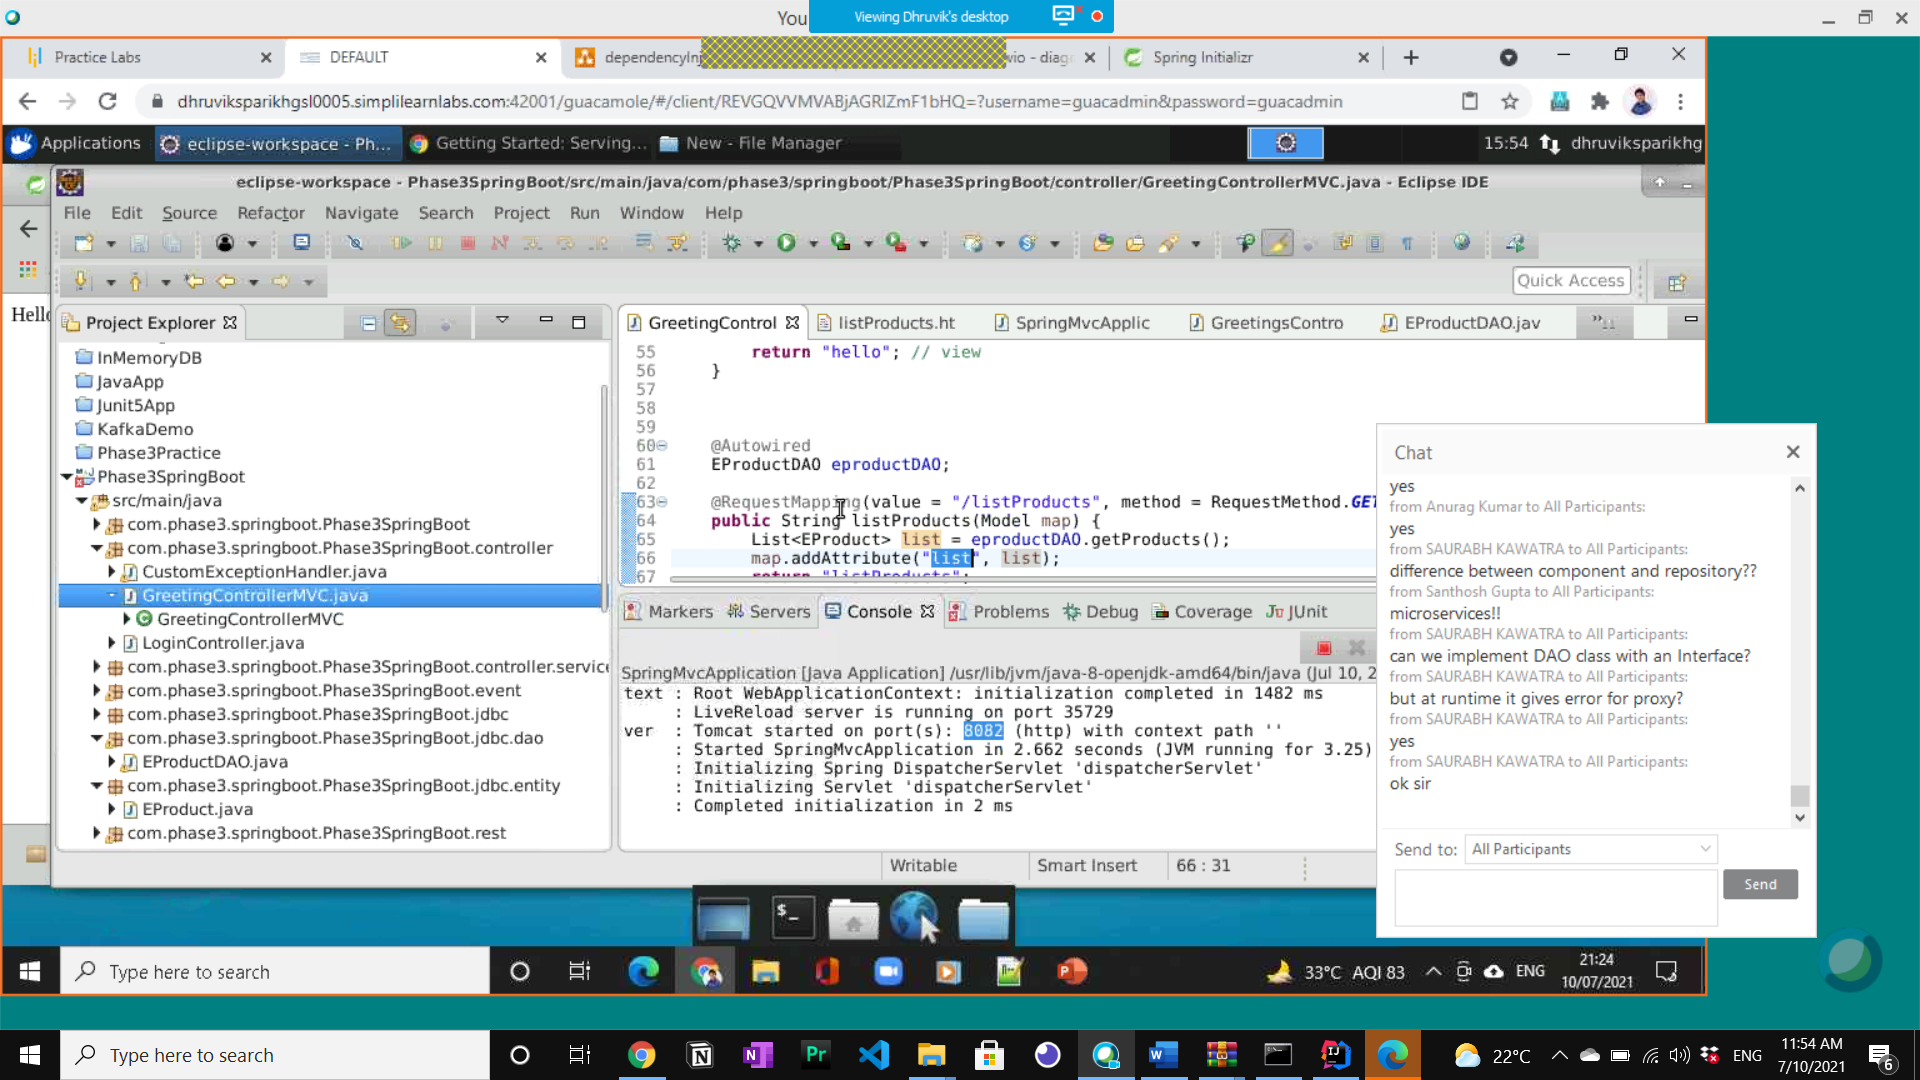 You
Viewing Dhruvik's desktop
Practice Labs
DEFAULT
dependencyInj
wio - diag
Spring Initializr
dhruviksparikhgsl0005.simplilearnlabs.com:42001/guacamole/#/client/REVGQVVMVABjAGRIZmF1bHQ=?username=guacadmin&password=guacadmin
Applications
eclipse-workspace - Ph...
Getting Started: Serving...
New - File Manager
15:54
dhruviksparikhg
eclipse-workspace - Phase3SpringBoot/src/main/java/com/phase3/springboot/Phase3SpringBoot/controller/GreetingControllerMVC.java - Eclipse IDE
File Edit Source Refactor Navigate Search Project Run Window Help
Quick Access
Hello
Project Explorer
InMemoryDB
JavaApp
Junit5App
KafkaDemo
Phase3Practice
Phase3SpringBoot
src/main/java
com.phase3.springboot.Phase3SpringBoot
com.phase3.springboot.Phase3SpringBoot.controller
CustomExceptionHandler.java
GreetingControllerMVC.java
GreetingControllerMVC
LoginController.java
com.phase3.springboot.Phase3SpringBoot.controller.service
com.phase3.springboot.Phase3SpringBoot.event
com.phase3.springboot.Phase3SpringBoot.jdbc
com.phase3.springboot.Phase3SpringBoot.jdbc.dao
EProductDAO.java
com.phase3.springboot.Phase3SpringBoot.jdbc.entity
EProduct.java
com.phase3.springboot.Phase3SpringBoot.rest
GreetingControl
listProducts.ht
SpringMvcApplic
GreetingsContro
EProductDAO.jav
»11
55 return "hello"; // view
56 }
57
58
59
60 @Autowired
61 EProductDAO eproductDAO;
62
63 @RequestMapping(value = "/listProducts", method = RequestMethod.GET
64 public String listProducts(Model map) {
65 List<EProduct> list = eproductDAO.getProducts();
66 map.addAttribute("list", list);
67 return "listProducts";
Markers Servers Console Problems Debug Coverage JUnit
SpringMvcApplication [Java Application] /usr/lib/jvm/java-8-openjdk-amd64/bin/java (Jul 10, 2
text : Root WebApplicationContext: initialization completed in 1482 ms
: LiveReload server is running on port 35729
ver : Tomcat started on port(s): 8082 (http) with context path ''
: Started SpringMvcApplication in 2.662 seconds (JVM running for 3.25)
: Initializing Spring DispatcherServlet 'dispatcherServlet'
: Initializing Servlet 'dispatcherServlet'
: Completed initialization in 2 ms
Writable
Smart Insert
66 : 31
Chat
yes
from Anurag Kumar to All Participants:
yes
from SAURABH KAWATRA to All Participants:
difference between component and repository??
from Santhosh Gupta to All Participants:
microservices!!
from SAURABH KAWATRA to All Participants:
can we implement DAO class with an Interface?
from SAURABH KAWATRA to All Participants:
but at runtime it gives error for proxy?
from SAURABH KAWATRA to All Participants:
yes
from SAURABH KAWATRA to All Participants:
ok sir
Send to:
All Participants
Send
Type here to search
33°C AQI 83
ENG
21:24
10/07/2021
Type here to search
22°C
ENG
11:54 AM
7/10/2021
6